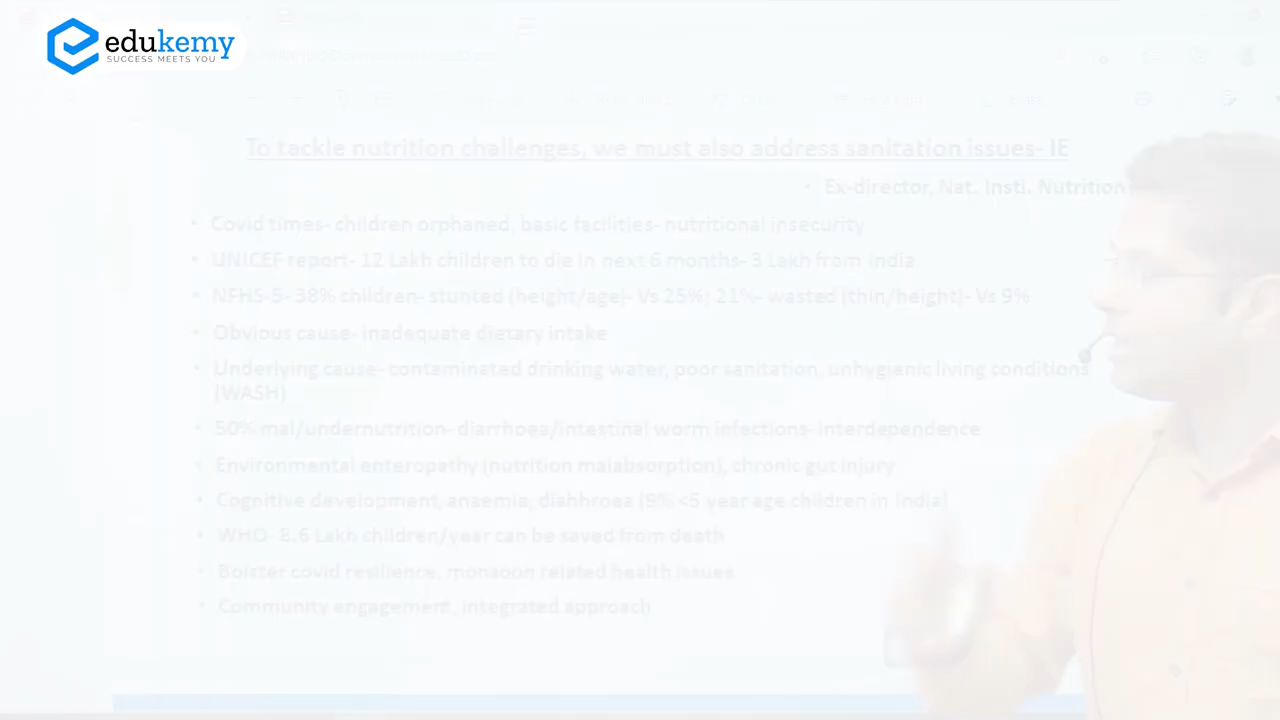 edukemy
SUCCESS MEETS YOU
To tackle nutrition challenges, we must also address sanitation issues- IE
• Ex-director, Nat. Insti. Nutrition
• Covid times- children orphaned, basic facilities- nutritional insecurity
• UNICEF report- 12 Lakh children to die in next 6 months- 3 Lakh from India
• NFHS-5- 38% children- stunted (height/age)- Vs 25%; 21%- wasted (thin/height)- Vs 9%
• Obvious cause- inadequate dietary intake
• Underlying cause- contaminated drinking water, poor sanitation, unhygienic living conditions
(WASH)
• 50% mal/undernutrition- diarrhoea/intestinal worm infections- interdependence
• Environmental enteropathy (nutrition malabsorption), chronic gut injury
• Cognitive development, anaemia, diahhroea (9% <5 year age children in India)
• WHO- 8.6 Lakh children/year can be saved from death
• Bolster covid resilience, monsoon related health issues
• Community engagement, integrated approach